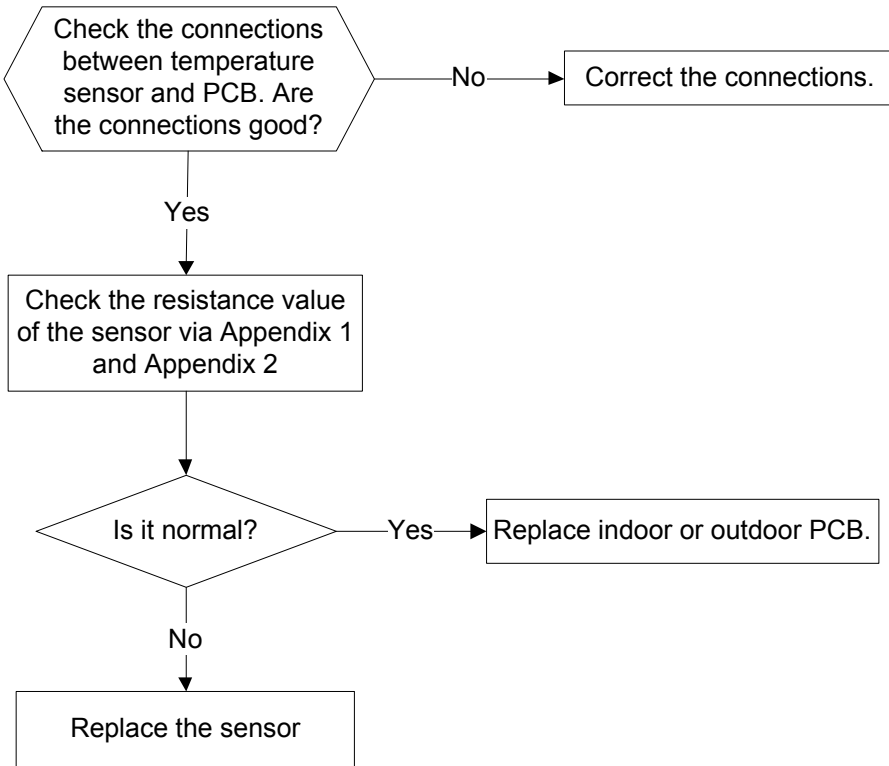 Check the connections
between temperature
sensor and PCB. Are
the connections good?
No
Correct the connections.
Yes
Check the resistance value
of the sensor via Appendix 1
and Appendix 2
Is it normal?
Yes
Replace indoor or outdoor PCB.
No
Replace the sensor